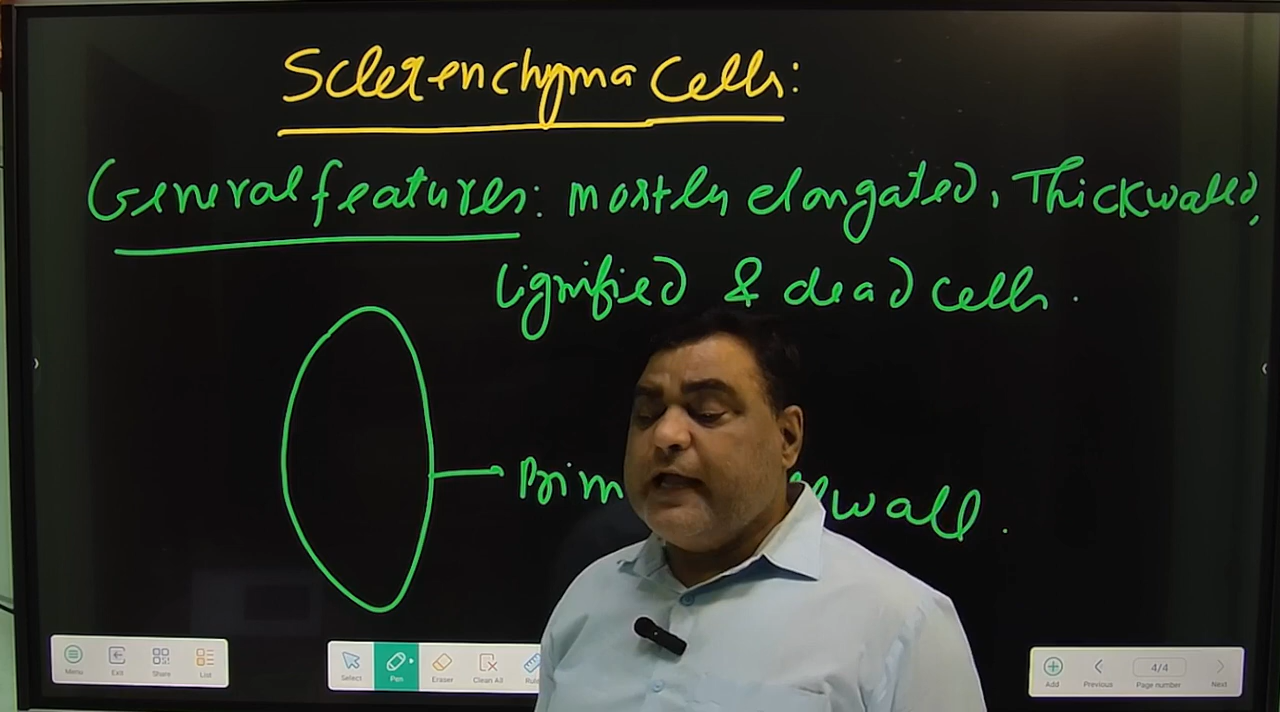 Sclerenchyma Cells:
General features: mostly elongated, Thickwalled,
Lignified & dead cells.
wall.
Menu
Exit
Share
List
Select
Pen
Eraser
Clean All
Add
Previous
4/4
Page number
Next